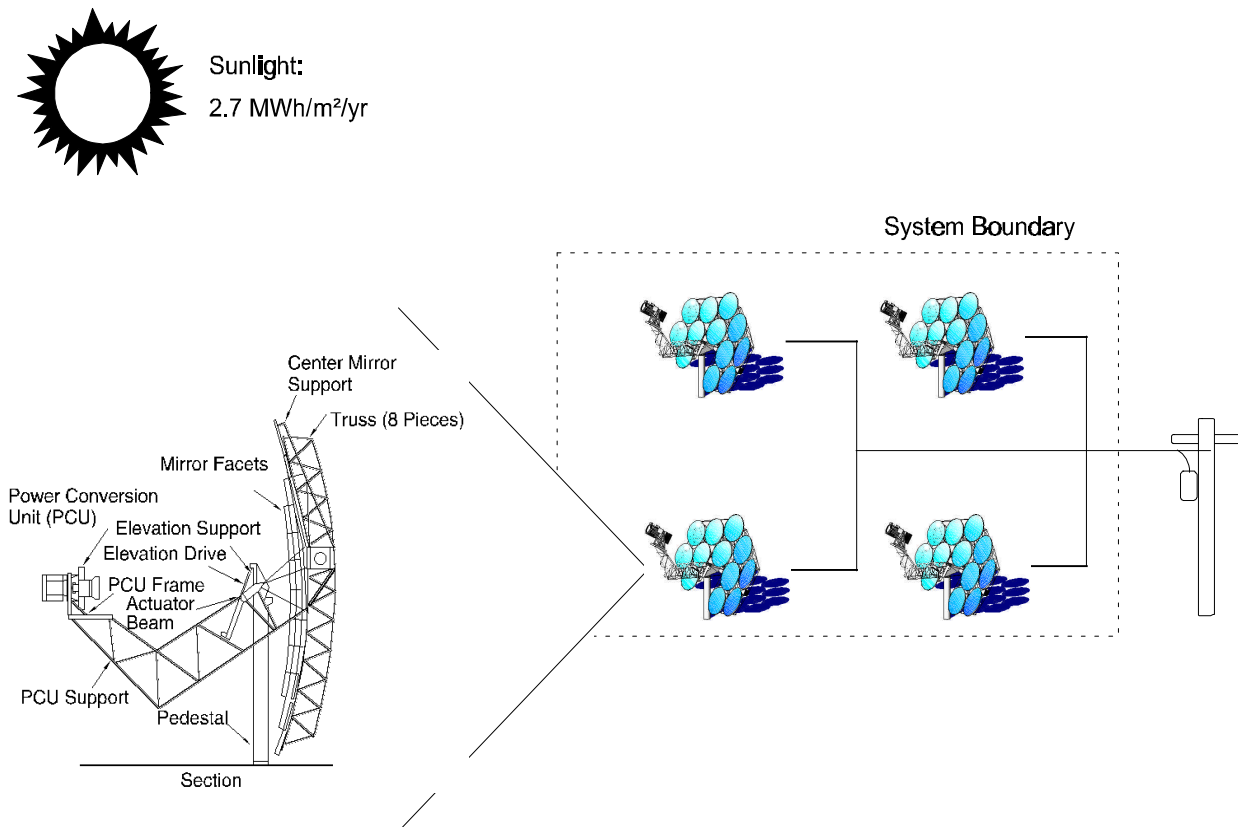 Sunlight:
2.7 MWh/m²/yr
System Boundary
Center Mirror
Support
Truss (8 Pieces)
Mirror Facets
Power Conversion
Unit (PCU)
Elevation Support
Elevation Drive
PCU Frame
Actuator
Beam
PCU Support
Pedestal
Section